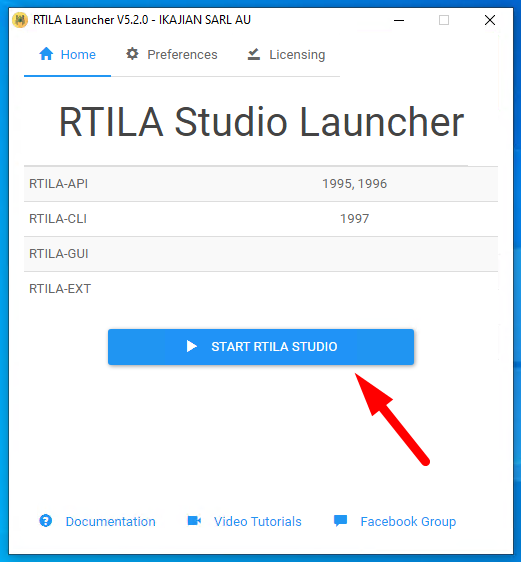 RTILA Launcher V5.2.0 - IKAJIAN SARL AU
Home Preferences Licensing
RTILA Studio Launcher
RTILA-API 1995, 1996
RTILA-CLI 1997
RTILA-GUI
RTILA-EXT
START RTILA STUDIO
Documentation Video Tutorials Facebook Group